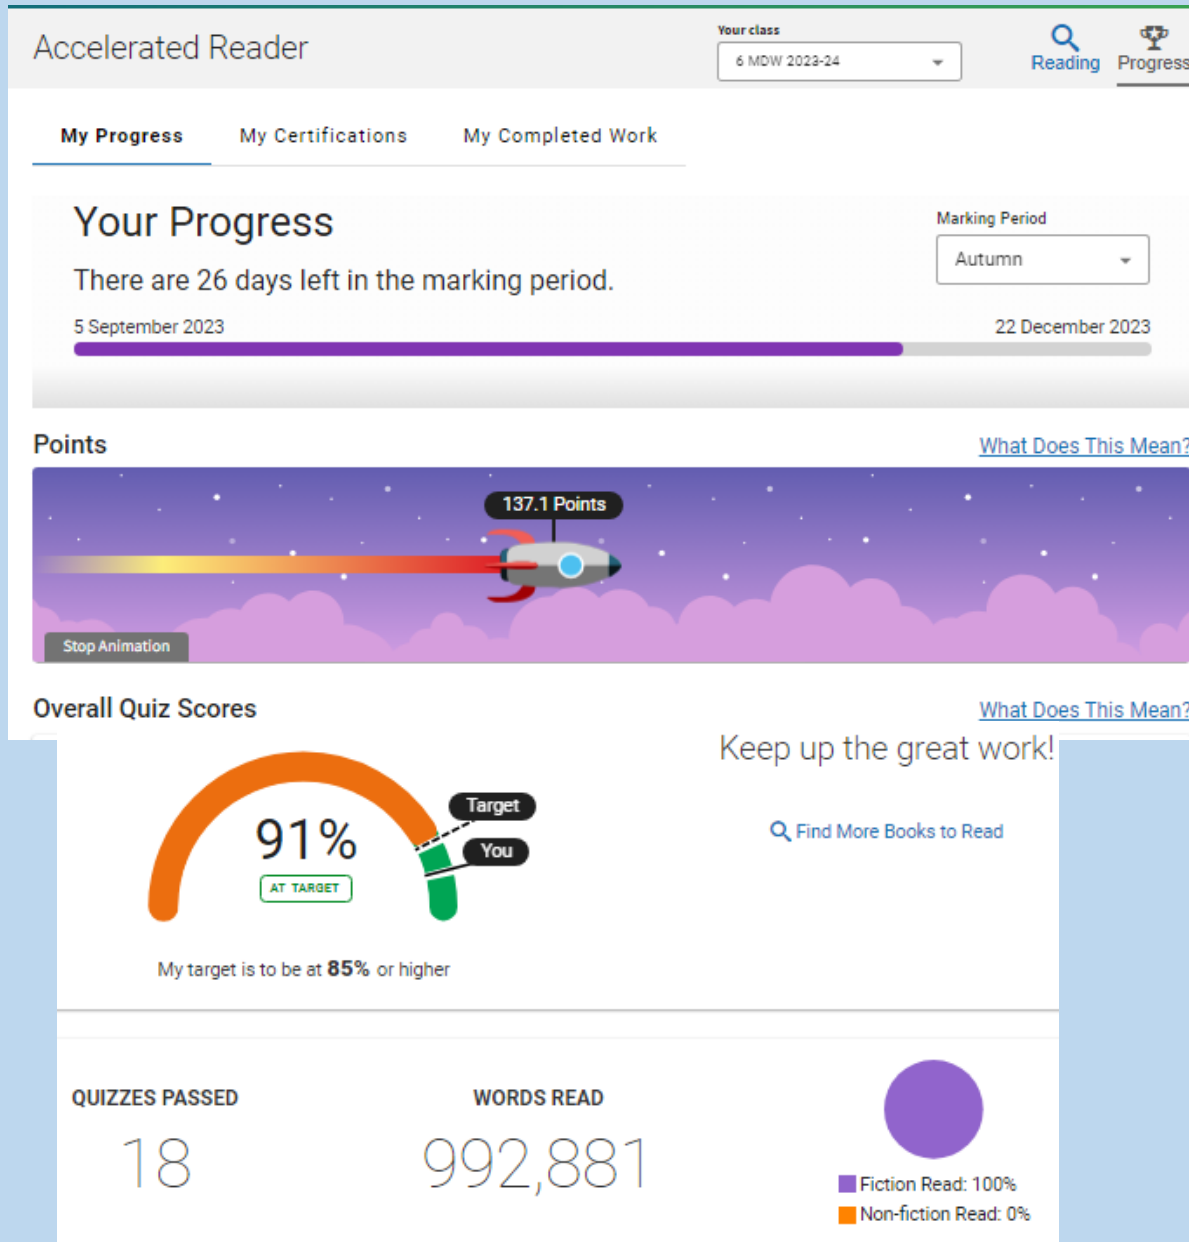 Your class
Accelerated Reader
6 MDW 2023-24
Reading
Progress
My Progress
My Certifications
My Completed Work
Your Progress
Marking Period
Autumn
There are 26 days left in the marking period.
5 September 2023
22 December 2023
Points
What Does This Mean?
137.1 Points
Stop Animation
Overall Quiz Scores
What Does This Mean?
Keep up the great work!
Target
91%
You
AT TARGET
Find More Books to Read
My target is to be at 85% or higher
QUIZZES PASSED
WORDS READ
18
992,881
Fiction Read: 100%
Non-fiction Read: 0%